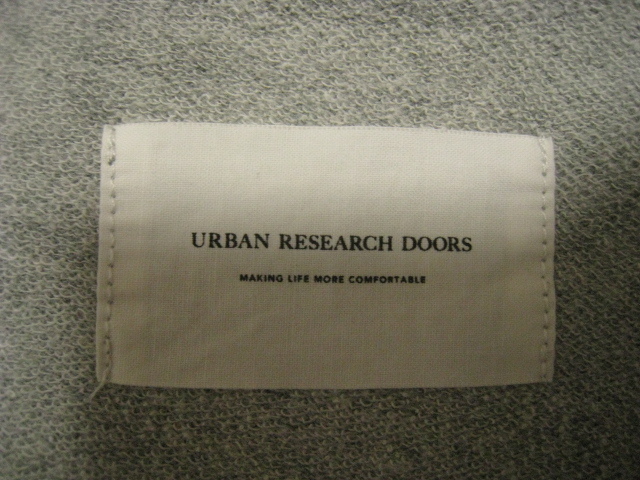 URBAN RESEARCH DOORS
MAKING LIFE MORE COMFORTABLE